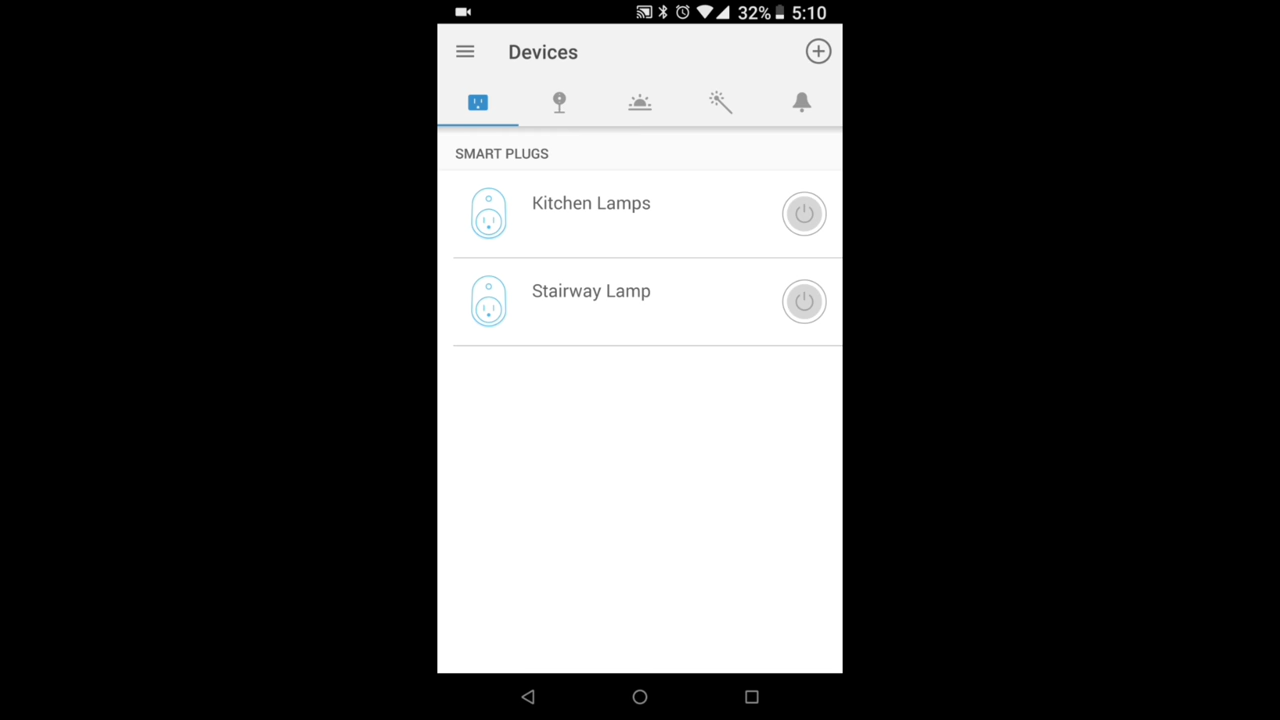 32% 5:10
Devices
SMART PLUGS
Kitchen Lamps
Stairway Lamp